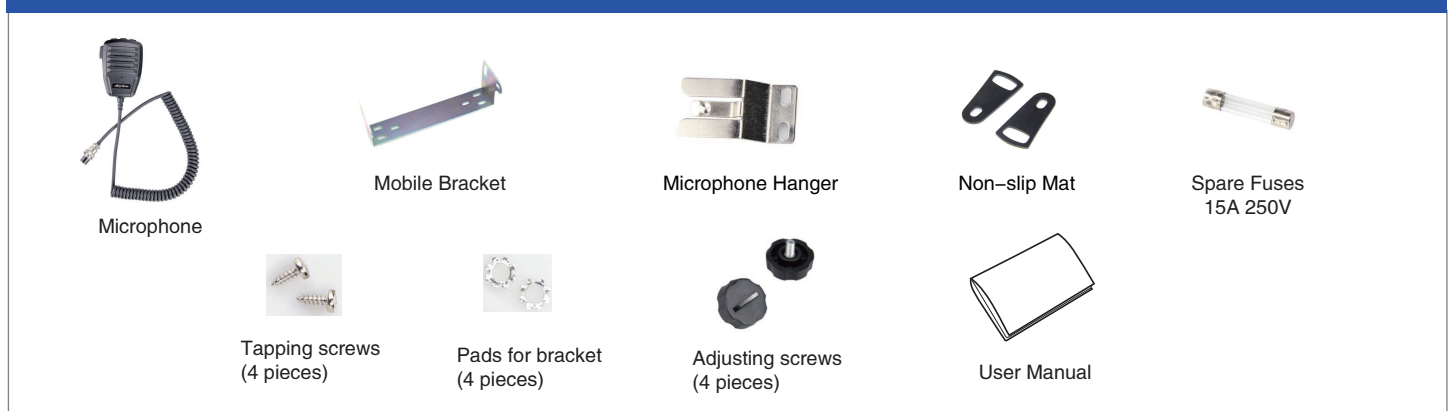 Microphone
Mobile Bracket
Microphone Hanger
Non–slip Mat
Spare Fuses
15A 250V
Tapping screws
(4 pieces)
Pads for bracket
(4 pieces)
Adjusting screws
(4 pieces)
User Manual